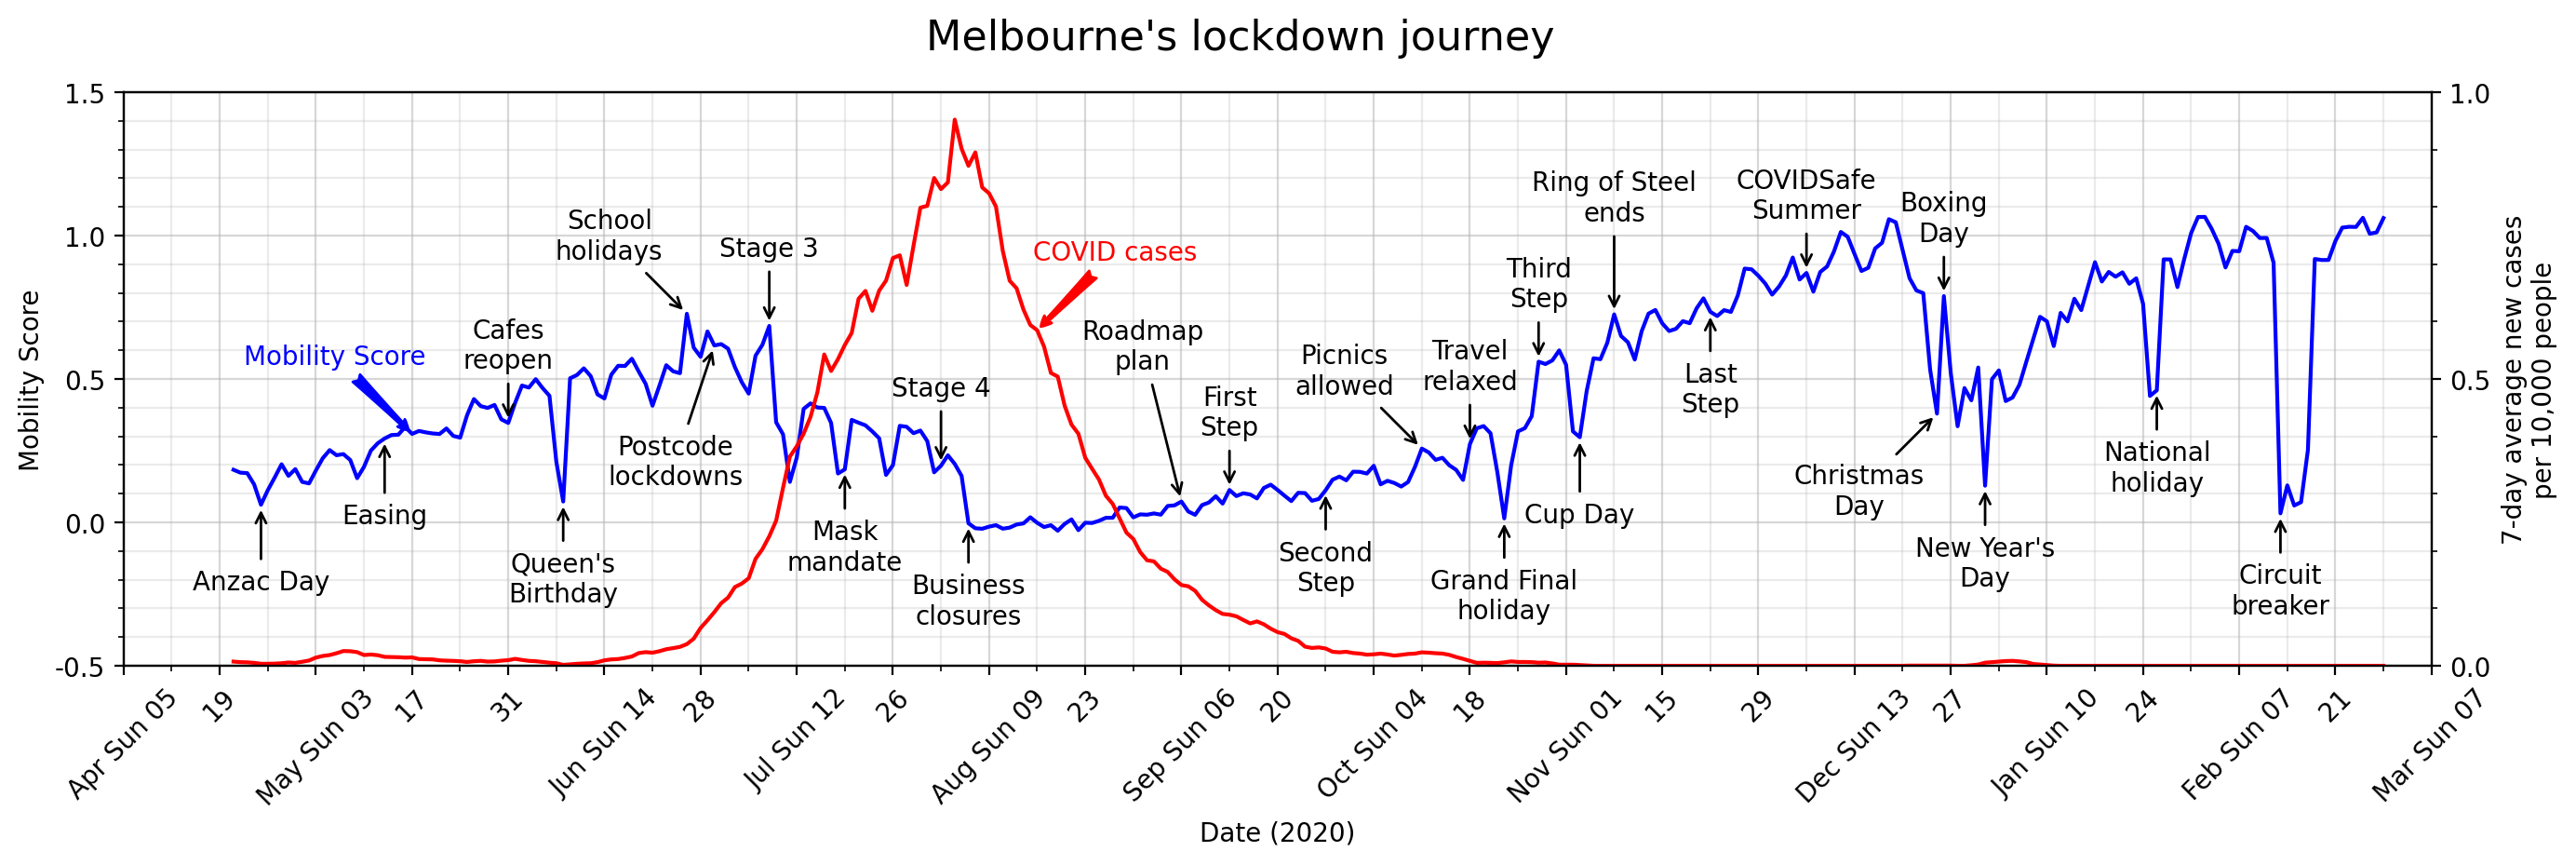 Melbourne's lockdown journey
Mobility Score
1.5
1.0
0.5
0.0
-0.5
7-day average new cases
per 10,000 people
1.0
0.5
0.0
Mobility Score
COVID cases
Anzac Day
Easing
Cafes
reopen
Queen's
Birthday
School
holidays
Postcode
lockdowns
Stage 3
Mask
mandate
Stage 4
Business
closures
Roadmap
plan
First
Step
Second
Step
Picnics
allowed
Travel
relaxed
Grand Final
holiday
Third
Step
Cup Day
Ring of Steel
ends
Last
Step
COVIDSafe
Summer
Christmas
Day
Boxing
Day
New Year's
Day
National
holiday
Circuit
breaker
Apr Sun 05
19
May Sun 03
17
31
Jun Sun 14
28
Jul Sun 12
26
Aug Sun 09
23
Sep Sun 06
20
Oct Sun 04
18
Nov Sun 01
15
29
Dec Sun 13
27
Jan Sun 10
24
Feb Sun 07
21
Mar Sun 07
Date (2020)